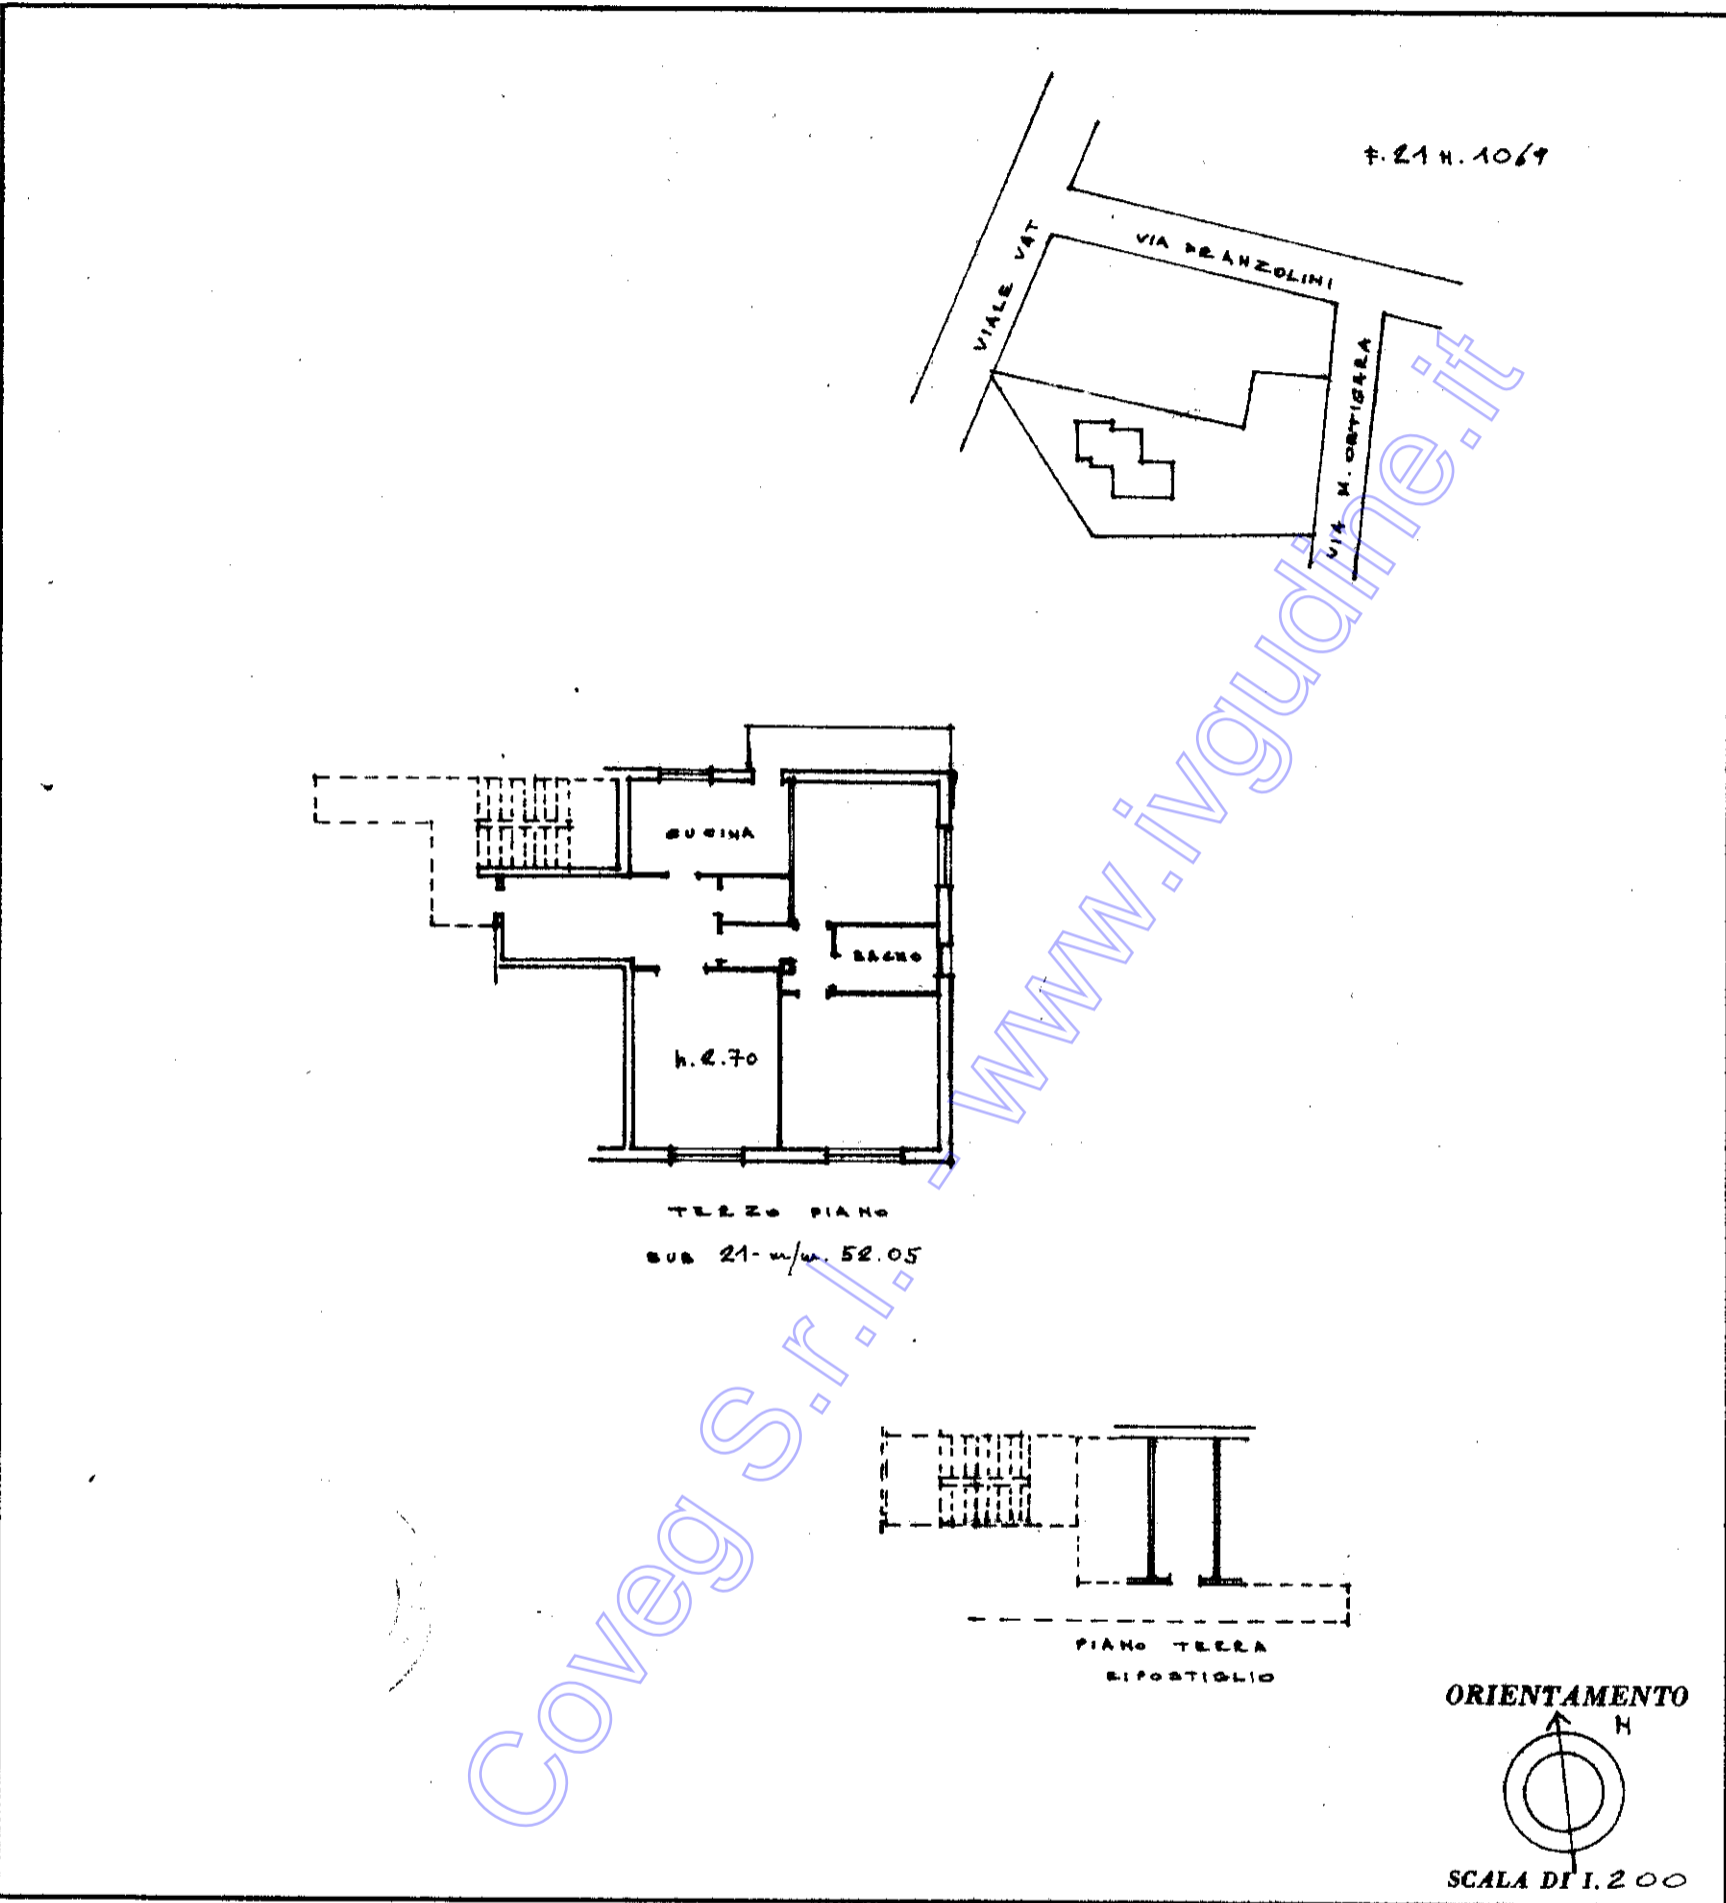 F. 21 M. 1069
VIA FRANZOLINI
VIALE VAT
VIA M. ORTIGARA
CUCINA
BAGNO
h. 2.70
TERZO PIANO
SUB 21 - m/m. 52.05
PIANO TERRA
RIPOSTIGLIO
ORIENTAMENTO
N
SCALA DI 1. 200
Coveg S.r.l. - www.ivgudine.it